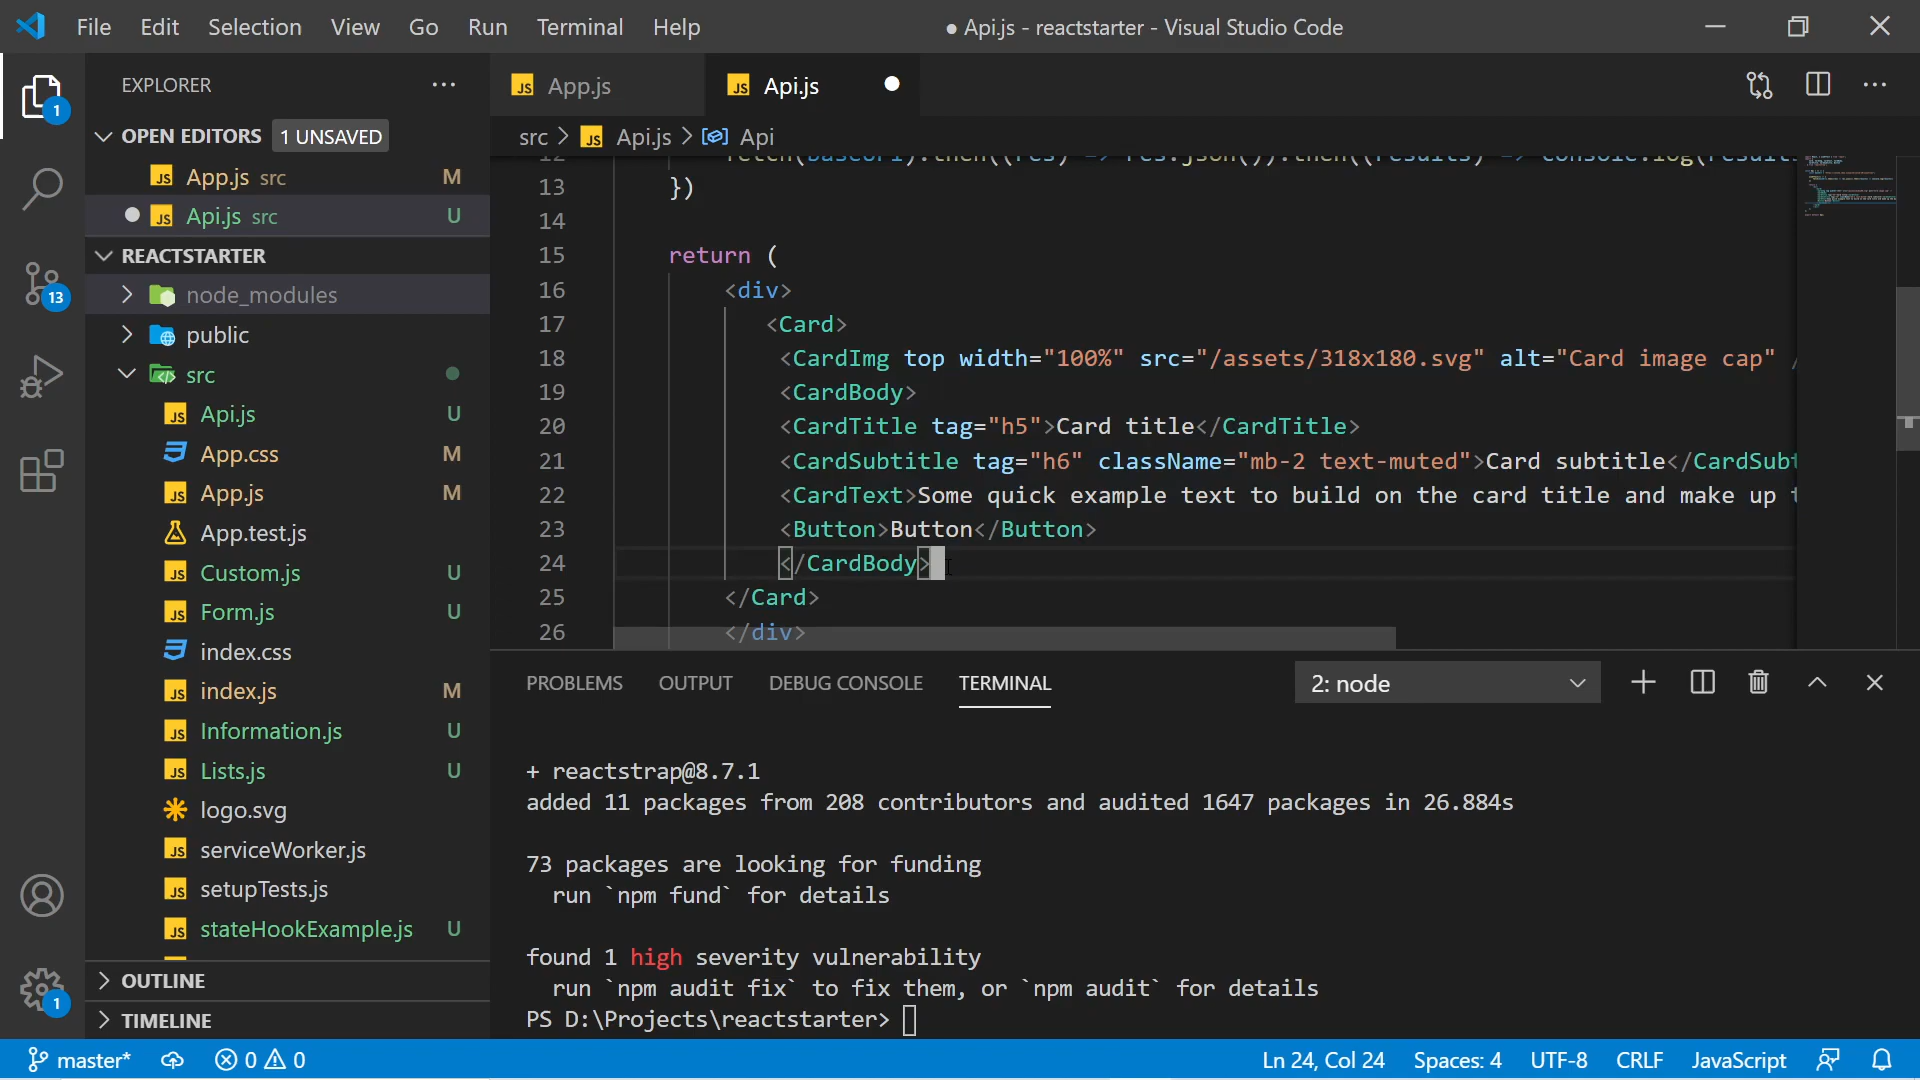 File Edit Selection View Go Run Terminal Help
● Api.js - reactstarter - Visual Studio Code
EXPLORER
OPEN EDITORS 1 UNSAVED
App.js src M
Api.js src U
REACTSTARTER
node_modules
public
src
Api.js U
App.css M
App.js M
App.test.js
Custom.js U
Form.js U
index.css
index.js M
Information.js U
Lists.js U
logo.svg
serviceWorker.js
setupTests.js
stateHookExample.js U
OUTLINE
TIMELINE
1
13
1
JS App.js
JS Api.js
src > JS Api.js > Api
12 fetch(baseUrl).then((res) => res.json()).then((results) => console.log(result
13 })
14
15 return (
16 <div>
17 <Card>
18 <CardImg top width="100%" src="/assets/318x180.svg" alt="Card image cap" /
19 <CardBody>
20 <CardTitle tag="h5">Card title</CardTitle>
21 <CardSubtitle tag="h6" className="mb-2 text-muted">Card subtitle</CardSubt
22 <CardText>Some quick example text to build on the card title and make up t
23 <Button>Button</Button>
24 </CardBody>
25 </Card>
26 </div>
PROBLEMS OUTPUT DEBUG CONSOLE TERMINAL 2: node
+ reactstrap@8.7.1
added 11 packages from 208 contributors and audited 1647 packages in 26.884s
73 packages are looking for funding
run `npm fund` for details
found 1 high severity vulnerability
run `npm audit fix` to fix them, or `npm audit` for details
PS D:\Projects\reactstarter>
master* 0 0 Ln 24, Col 24 Spaces: 4 UTF-8 CRLF JavaScript